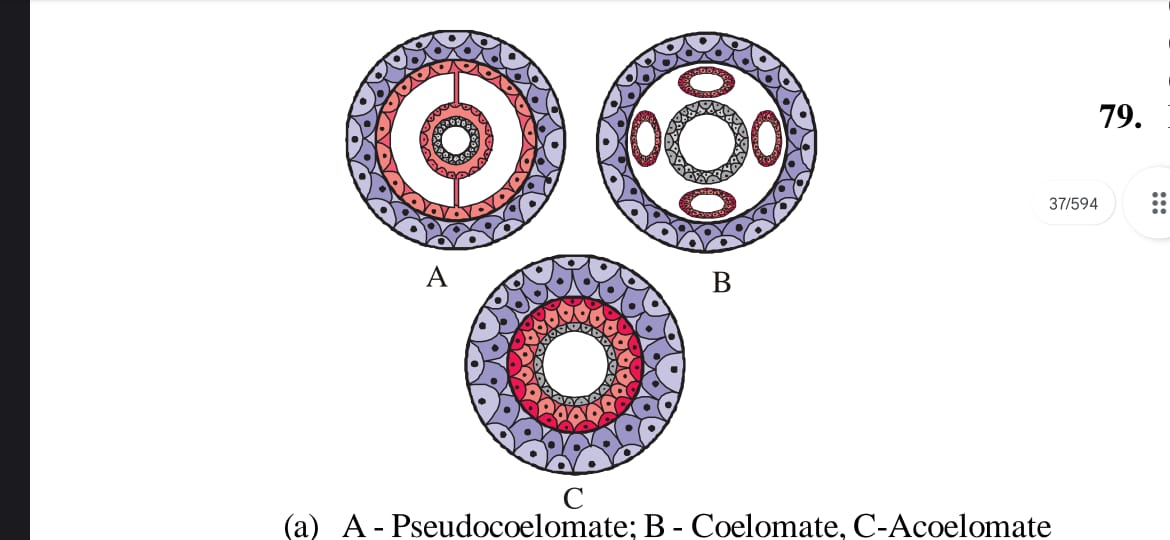 79.
37/594
A
B
C
(a) A - Pseudocoelomate; B - Coelomate, C-Acoelomate